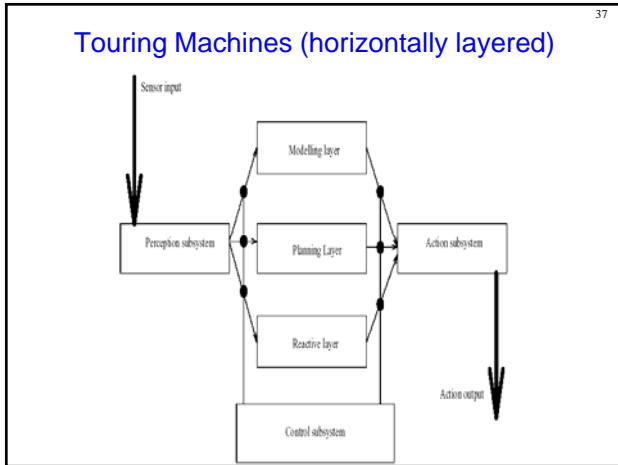 37
Touring Machines (horizontally layered)
Sensor input
Modelling layer
Perception subsystem
Planning Layer
Action subsystem
Reactive layer
Action output
Control subsystem